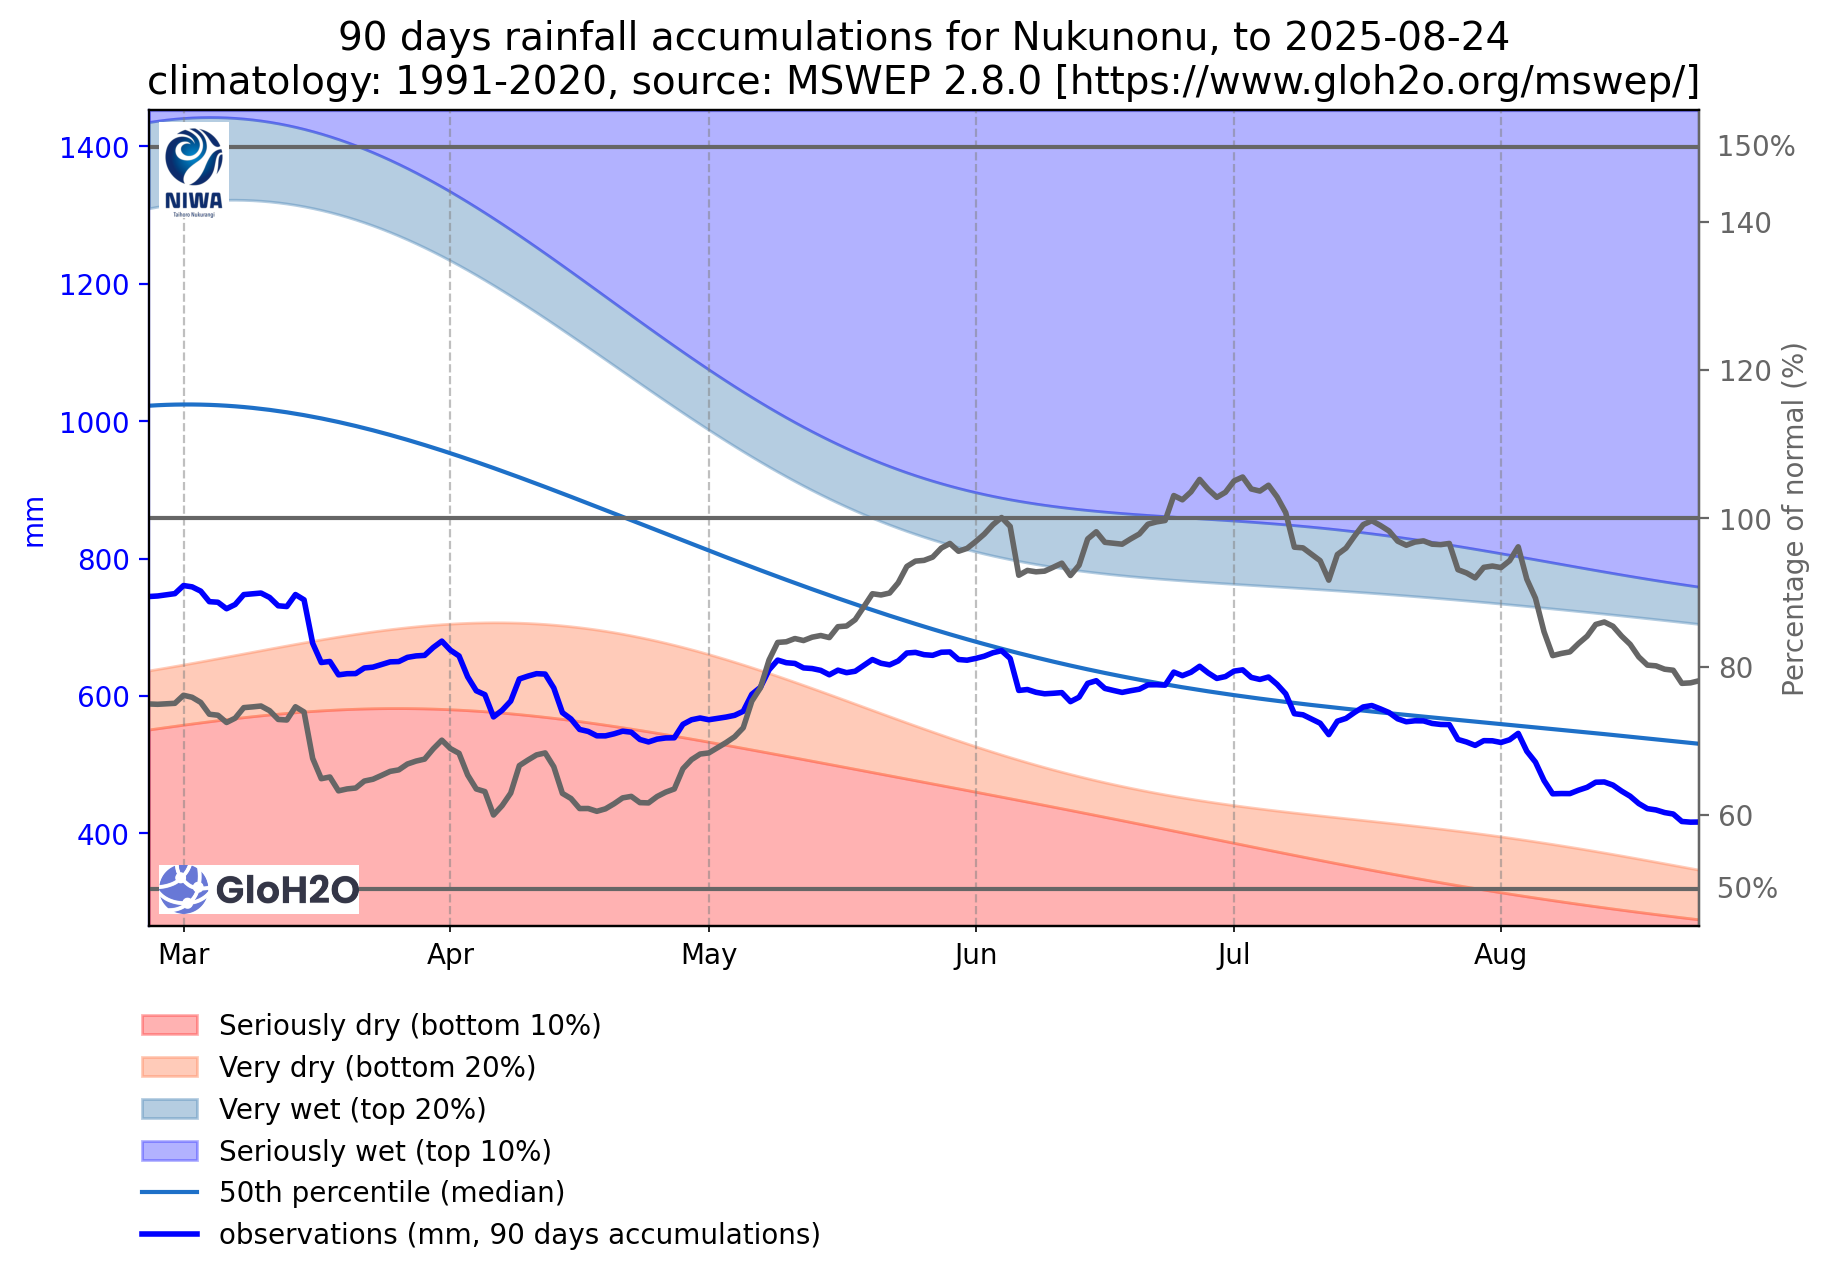 90 days rainfall accumulations for Nukunonu, to 2025-08-24
climatology: 1991-2020, source: MSWEP 2.8.0 [https://www.gloh2o.org/mswep/]
1400
1200
1000
800
600
400
mm
NIWA
Taihoro Nukurangi
GloH2O
150%
140
120
100
80
60
50%
Percentage of normal (%)
Mar
Apr
May
Jun
Jul
Aug
Seriously dry (bottom 10%)
Very dry (bottom 20%)
Very wet (top 20%)
Seriously wet (top 10%)
50th percentile (median)
observations (mm, 90 days accumulations)